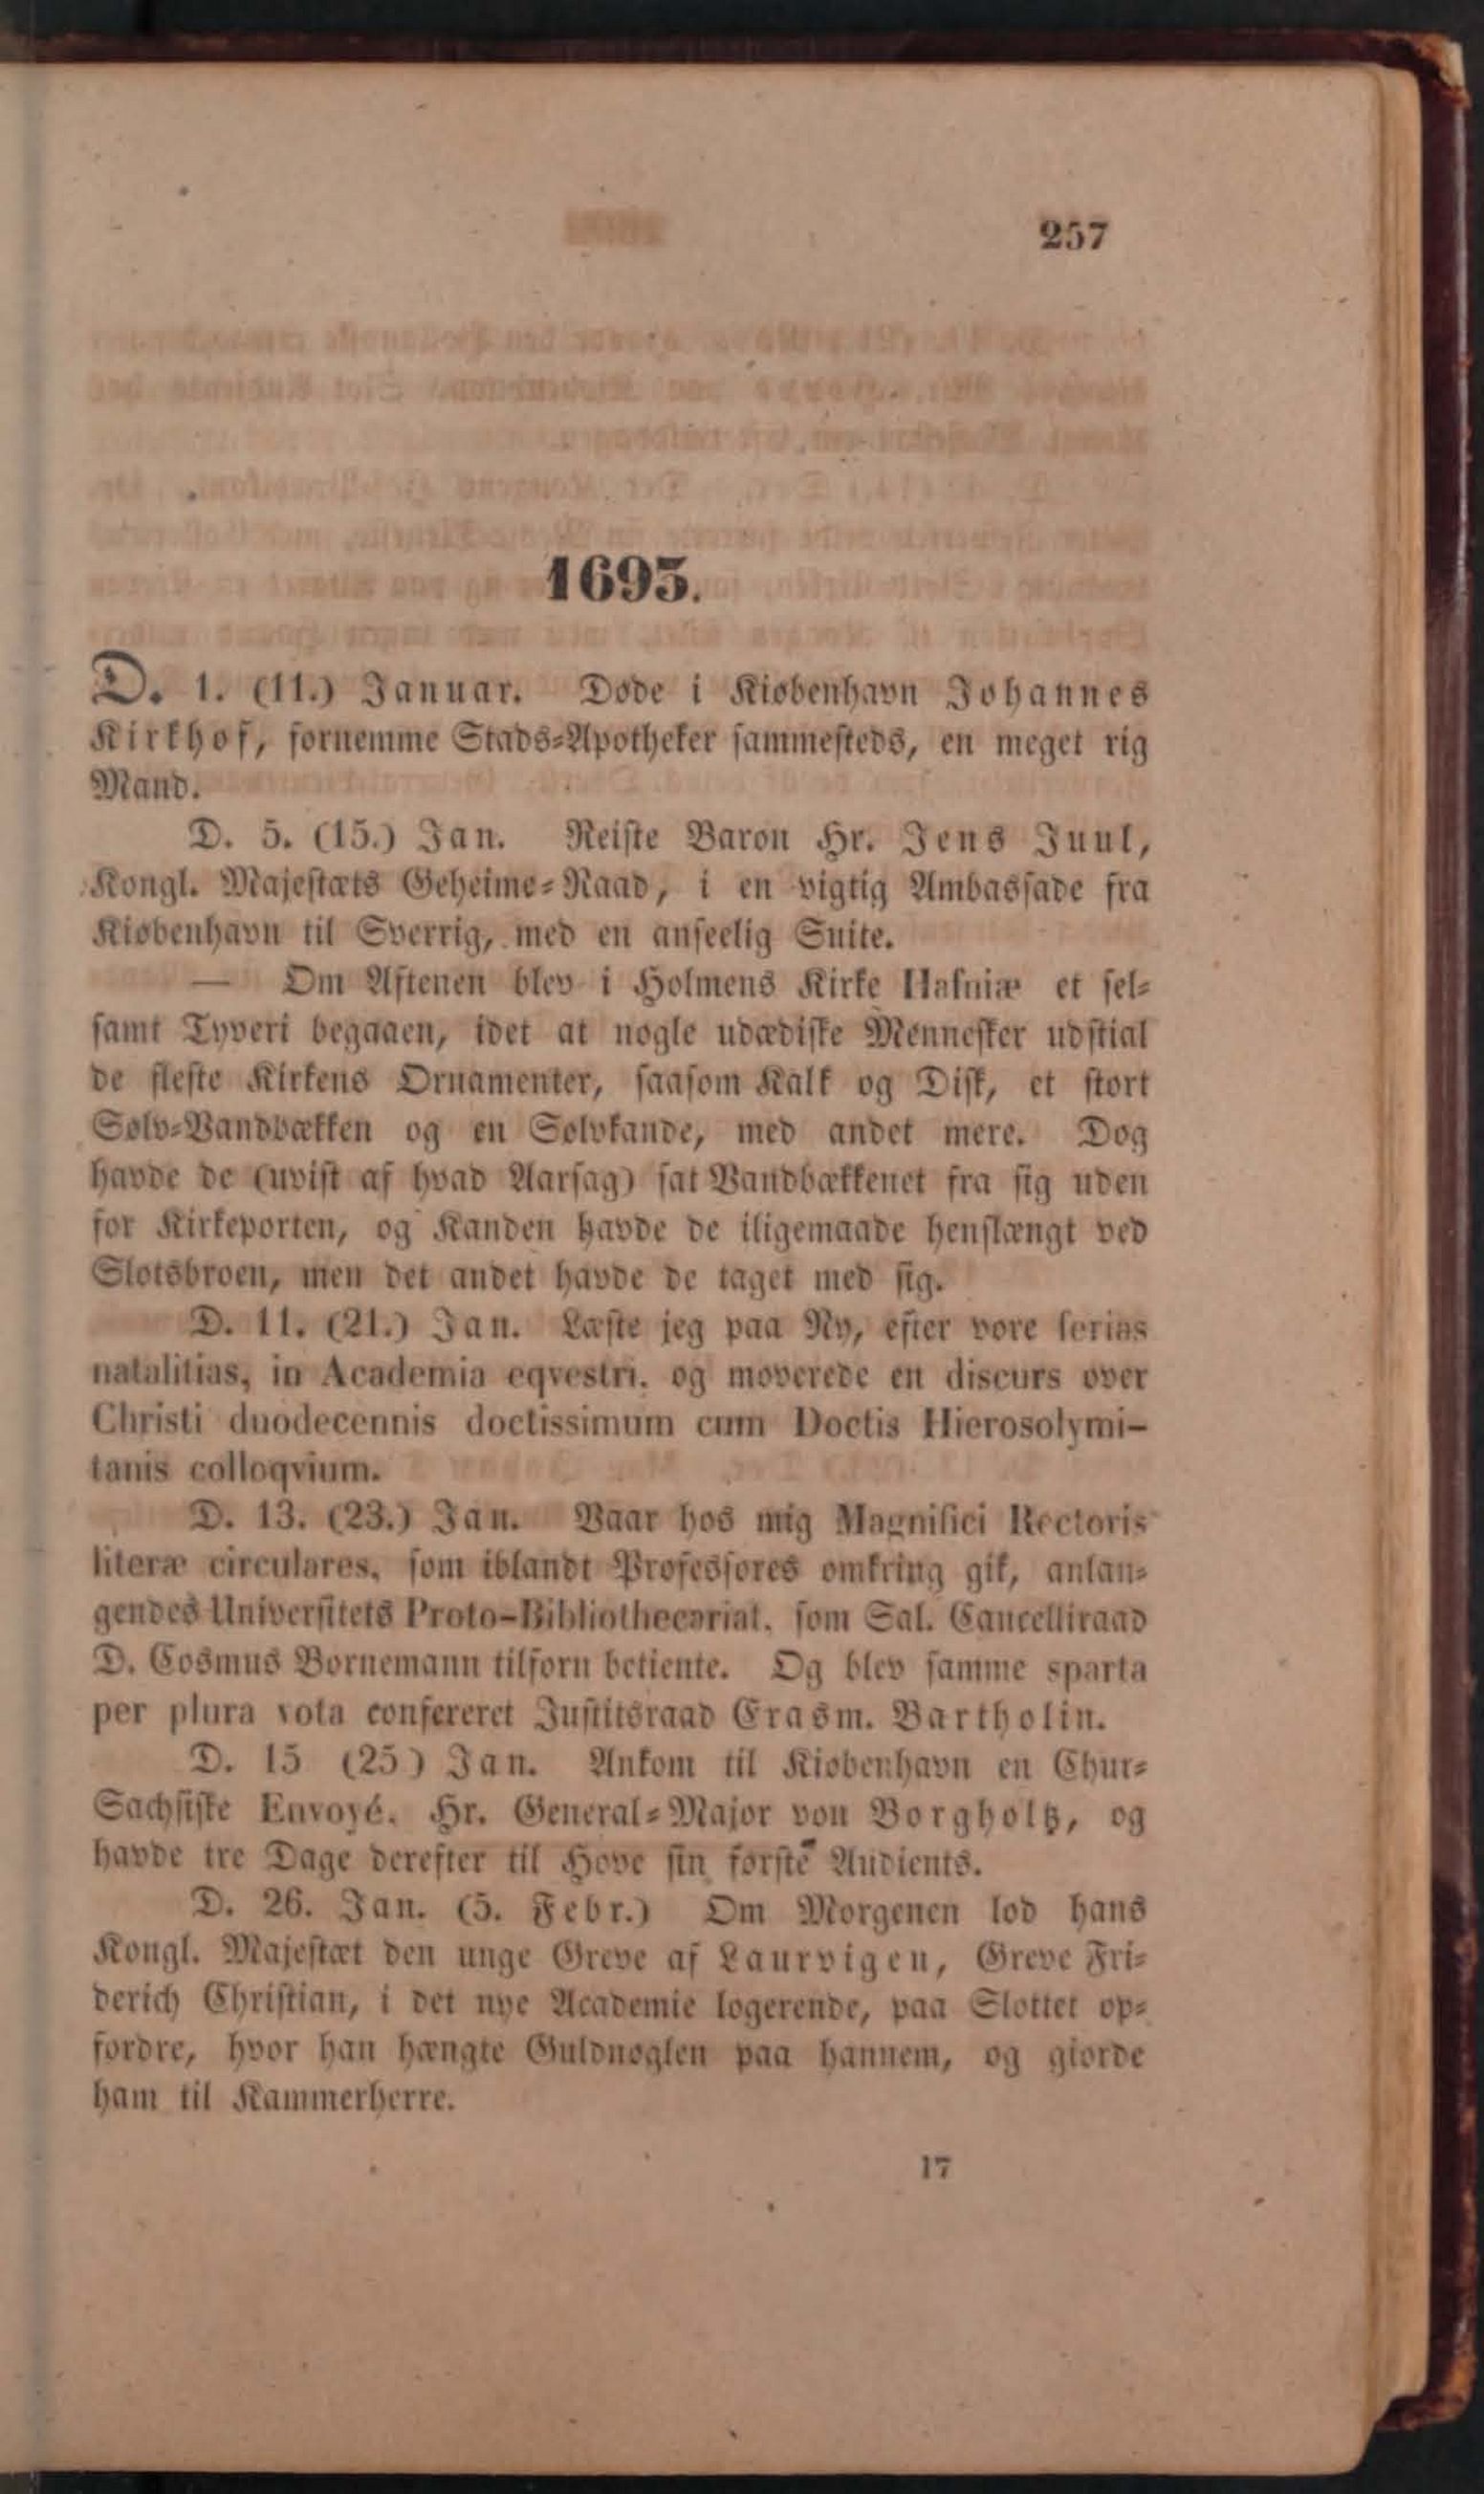 257
1695.
D. 1. (11.) Januar. Døde i Kiøbenhavn Johannes
Kirkhof, fornemme Stads-Apotheker sammesteds, en meget rig
Mand.
D. 5. (15.) Jan. Reiste Baron Hr. Jens Juul,
Kongl. Majestæts Geheime-Raad, i en vigtig Ambassade fra
Kiøbenhavn til Sverrig, med en anseelig Suite.
— Om Aftenen blev i Holmens Kirke Hafniæ et sel-
samt Tyveri begaaen, idet at nogle udædiske Mennesker udstial
de fleste Kirkens Ornamenter, saasom Kalk og Disk, et stort
Sølv-Vandbækken og en Sølvkande, med andet mere. Dog
havde de (uvist af hvad Aarsag) sat Vandbækkenet fra sig uden
for Kirkeporten, og Kanden havde de iligemaade henslængt ved
Slotsbroen, men det andet havde de taget med sig.
D. 11. (21.) Jan. Læste jeg paa Ny, efter vore ferias
natalitias, in Academia eqvestri, og moverede en discurs over
Christi duodecennis doctissimum cum Doctis Hierosolymi-
tanis colloqvium.
D. 13. (23.) Jan. Vaar hos mig Magnifici Rectoris
literæ circulares, som iblandt Professores omkring gik, anlan-
gendes Universitets Proto-Bibliothecariat, som Sal. Cancelliraad
D. Cosmus Bornemann tilforn betiente. Og blev samme sparta
per plura vota confereret Justitsraad Erasm. Bartholin.
D. 15 (25) Jan. Ankom til Kiøbenhavn en Chur-
Sachsiske Envoyé, Hr. General-Major von Borgholtz, og
havde tre Dage derefter til Hove sin første Audients.
D. 26. Jan. (5. Febr.) Om Morgenen lod hans
Kongl. Majestæt den unge Greve af Laurvigen, Greve Fri-
derich Christian, i det nye Academie logerende, paa Slottet op-
fordre, hvor han hængte Guldnøglen paa hannem, og giorde
ham til Kammerherre.
17